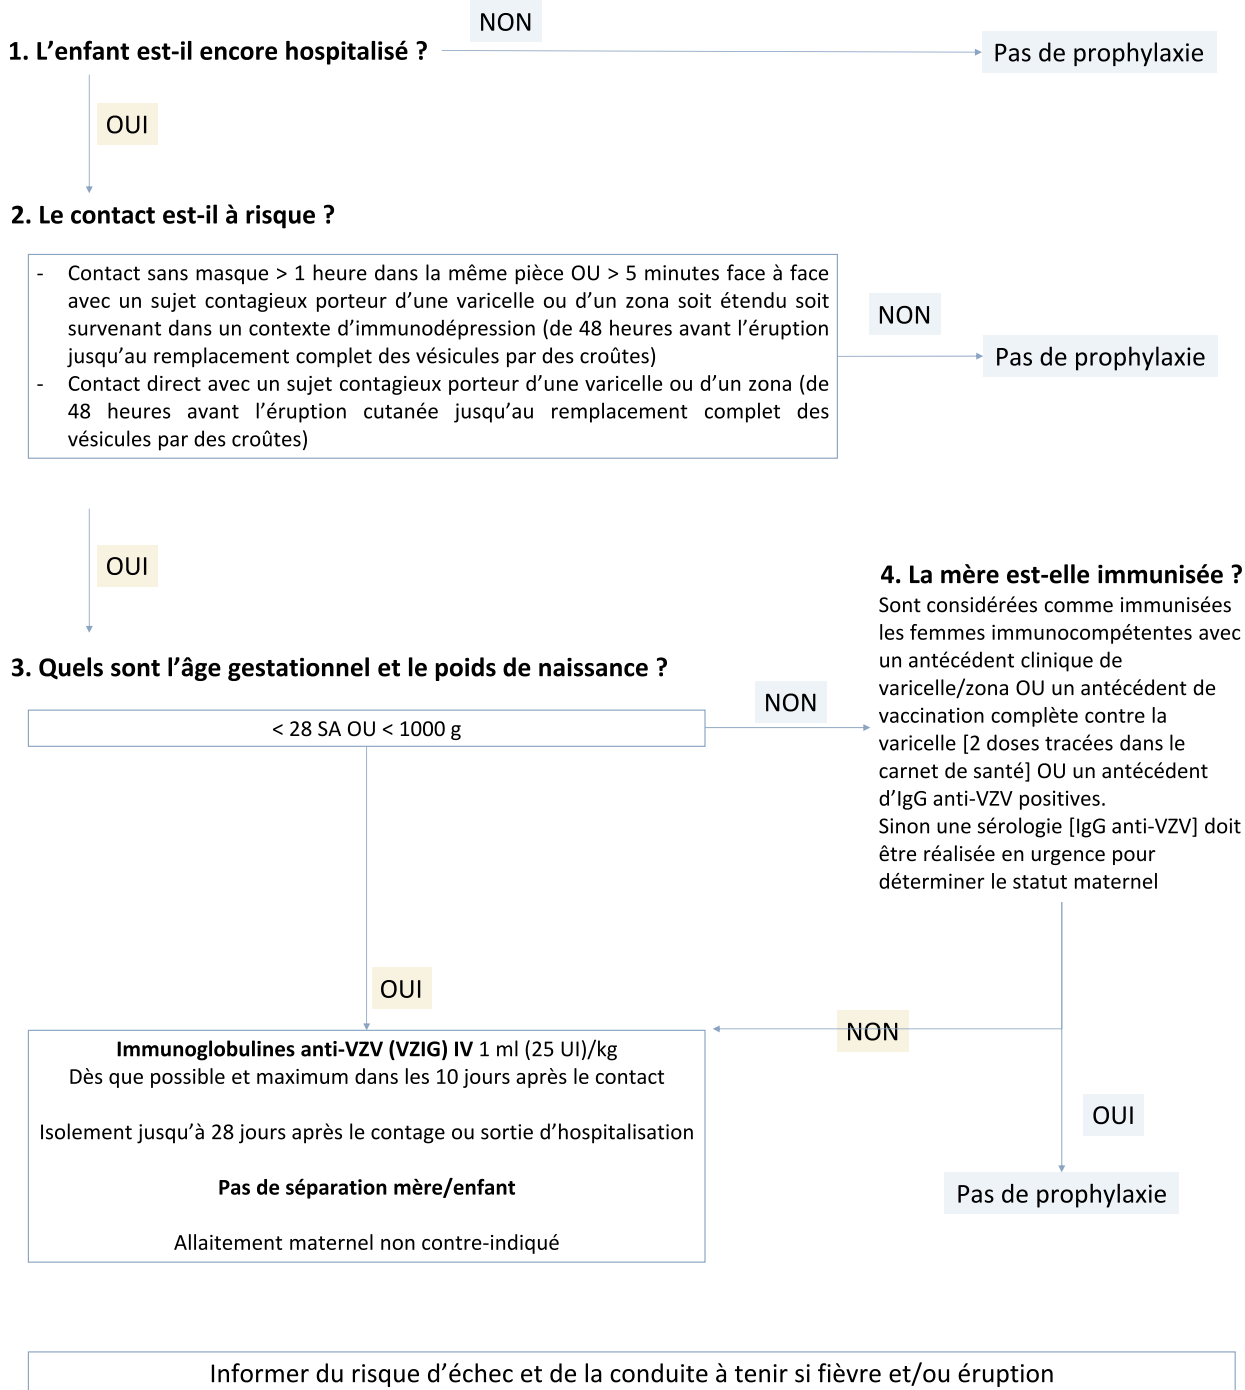 NON
1. L’enfant est-il encore hospitalisé ?
Pas de prophylaxie
OUI
2. Le contact est-il à risque ?
- Contact sans masque > 1 heure dans la même pièce OU > 5 minutes face à face
avec un sujet contagieux porteur d’une varicelle ou d’un zona soit étendu soit
survenant dans un contexte d’immunodépression (de 48 heures avant l’éruption
jusqu’au remplacement complet des vésicules par des croûtes)
- Contact direct avec un sujet contagieux porteur d’une varicelle ou d’un zona (de
48 heures avant l’éruption cutanée jusqu’au remplacement complet des
vésicules par des croûtes)
NON
Pas de prophylaxie
OUI
3. Quels sont l’âge gestationnel et le poids de naissance ?
< 28 SA OU < 1000 g
NON
4. La mère est-elle immunisée ?
Sont considérées comme immunisées
les femmes immunocompétentes avec
un antécédent clinique de
varicelle/zona OU un antécédent de
vaccination complète contre la
varicelle [2 doses tracées dans le
carnet de santé] OU un antécédent
d’IgG anti-VZV positives.
Sinon une sérologie [IgG anti-VZV] doit
être réalisée en urgence pour
déterminer le statut maternel
OUI
NON
Immunoglobulines anti-VZV (VZIG) IV 1 ml (25 UI)/kg
Dès que possible et maximum dans les 10 jours après le contact
Isolement jusqu’à 28 jours après le contage ou sortie d’hospitalisation
Pas de séparation mère/enfant
Allaitement maternel non contre-indiqué
OUI
Pas de prophylaxie
Informer du risque d’échec et de la conduite à tenir si fièvre et/ou éruption